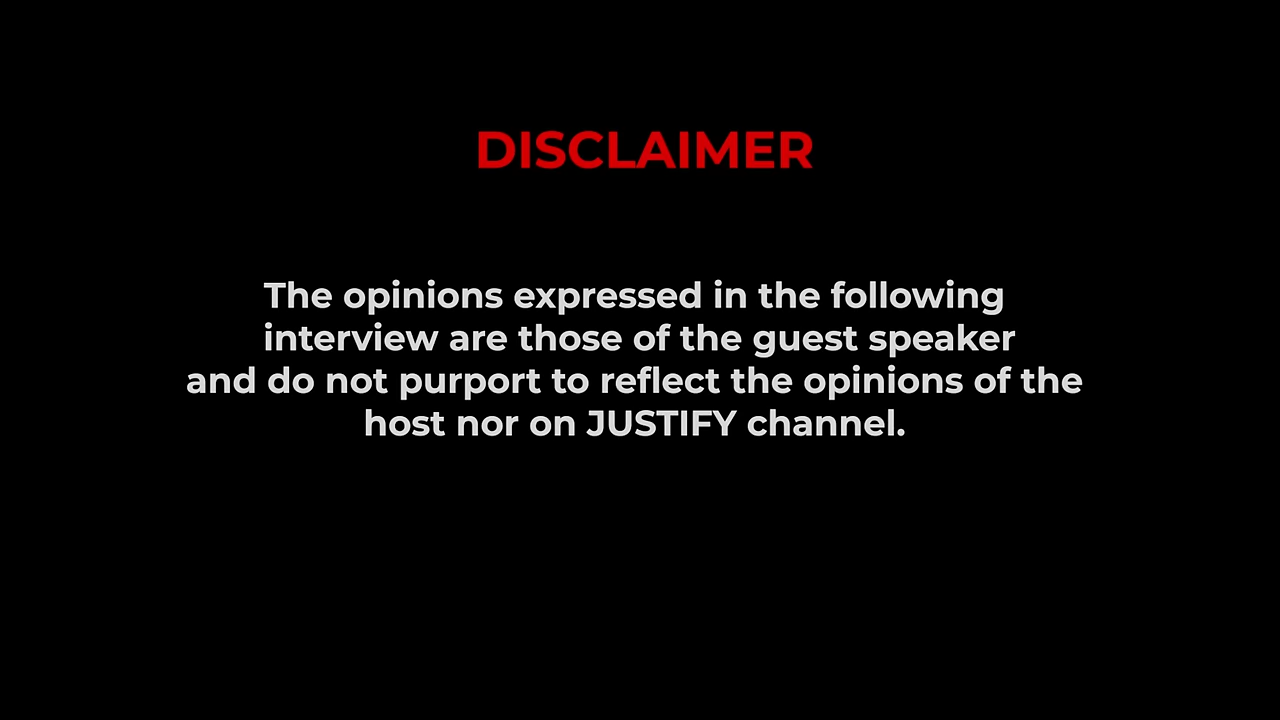 DISCLAIMER
The opinions expressed in the following
interview are those of the guest speaker
and do not purport to reflect the opinions of the
host nor on JUSTIFY channel.